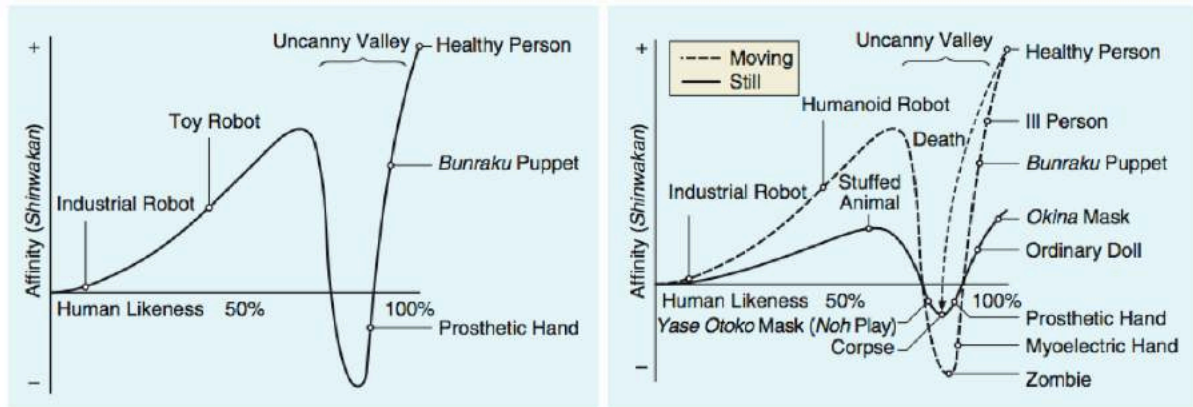 +
Uncanny Valley
Healthy Person
Toy Robot
Affinity (Shinwakan)
Bunraku Puppet
Industrial Robot
Human Likeness 50% 100%
Prosthetic Hand
−
+
Moving
Still
Uncanny Valley
Healthy Person
Humanoid Robot
Death
Ill Person
Affinity (Shinwakan)
Industrial Robot
Stuffed
Animal
Bunraku Puppet
Okina Mask
Ordinary Doll
Human Likeness 50% 100%
Yase Otoko Mask (Noh Play)
Prosthetic Hand
Corpse
Myoelectric Hand
−
Zombie